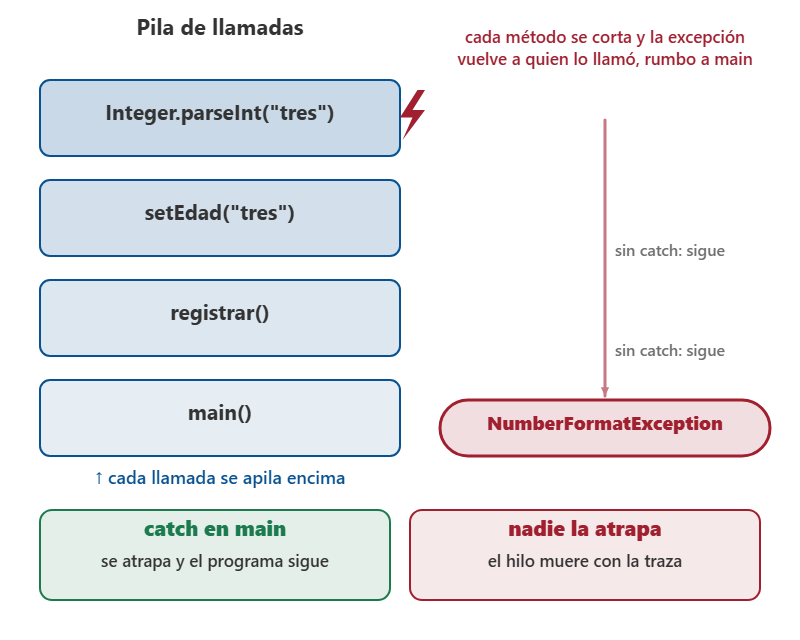 Pila de llamadas
cada método se corta y la excepción
vuelve a quien lo llamó, rumbo a main
Integer.parseInt("tres")
setEdad("tres")
sin catch: sigue
registrar()
sin catch: sigue
main()
NumberFormatException
↑ cada llamada se apila encima
catch en main
se atrapa y el programa sigue
nadie la atrapa
el hilo muere con la traza